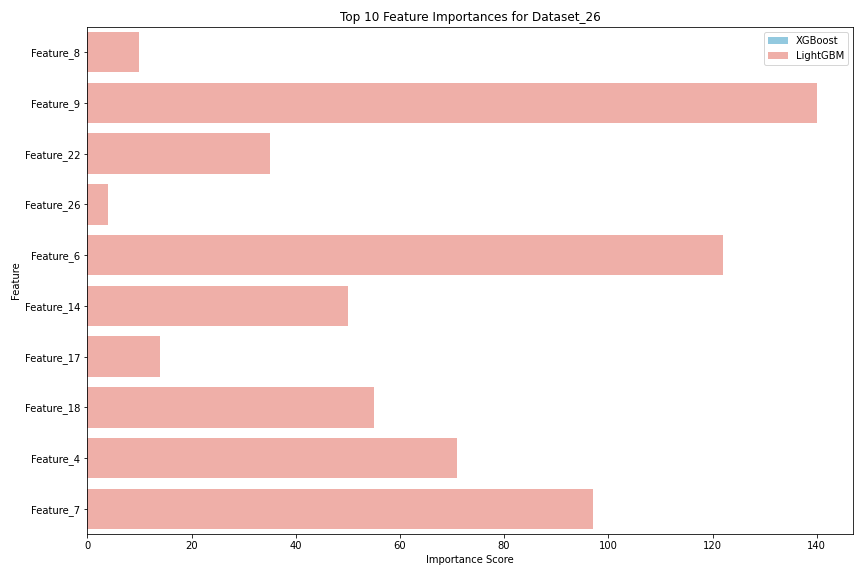 Top 10 Feature Importances for Dataset_26
XGBoost
LightGBM
Feature_8
Feature_9
Feature_22
Feature_26
Feature_6
Feature_14
Feature_17
Feature_18
Feature_4
Feature_7
Feature
0 20 40 60 80 100 120 140
Importance Score